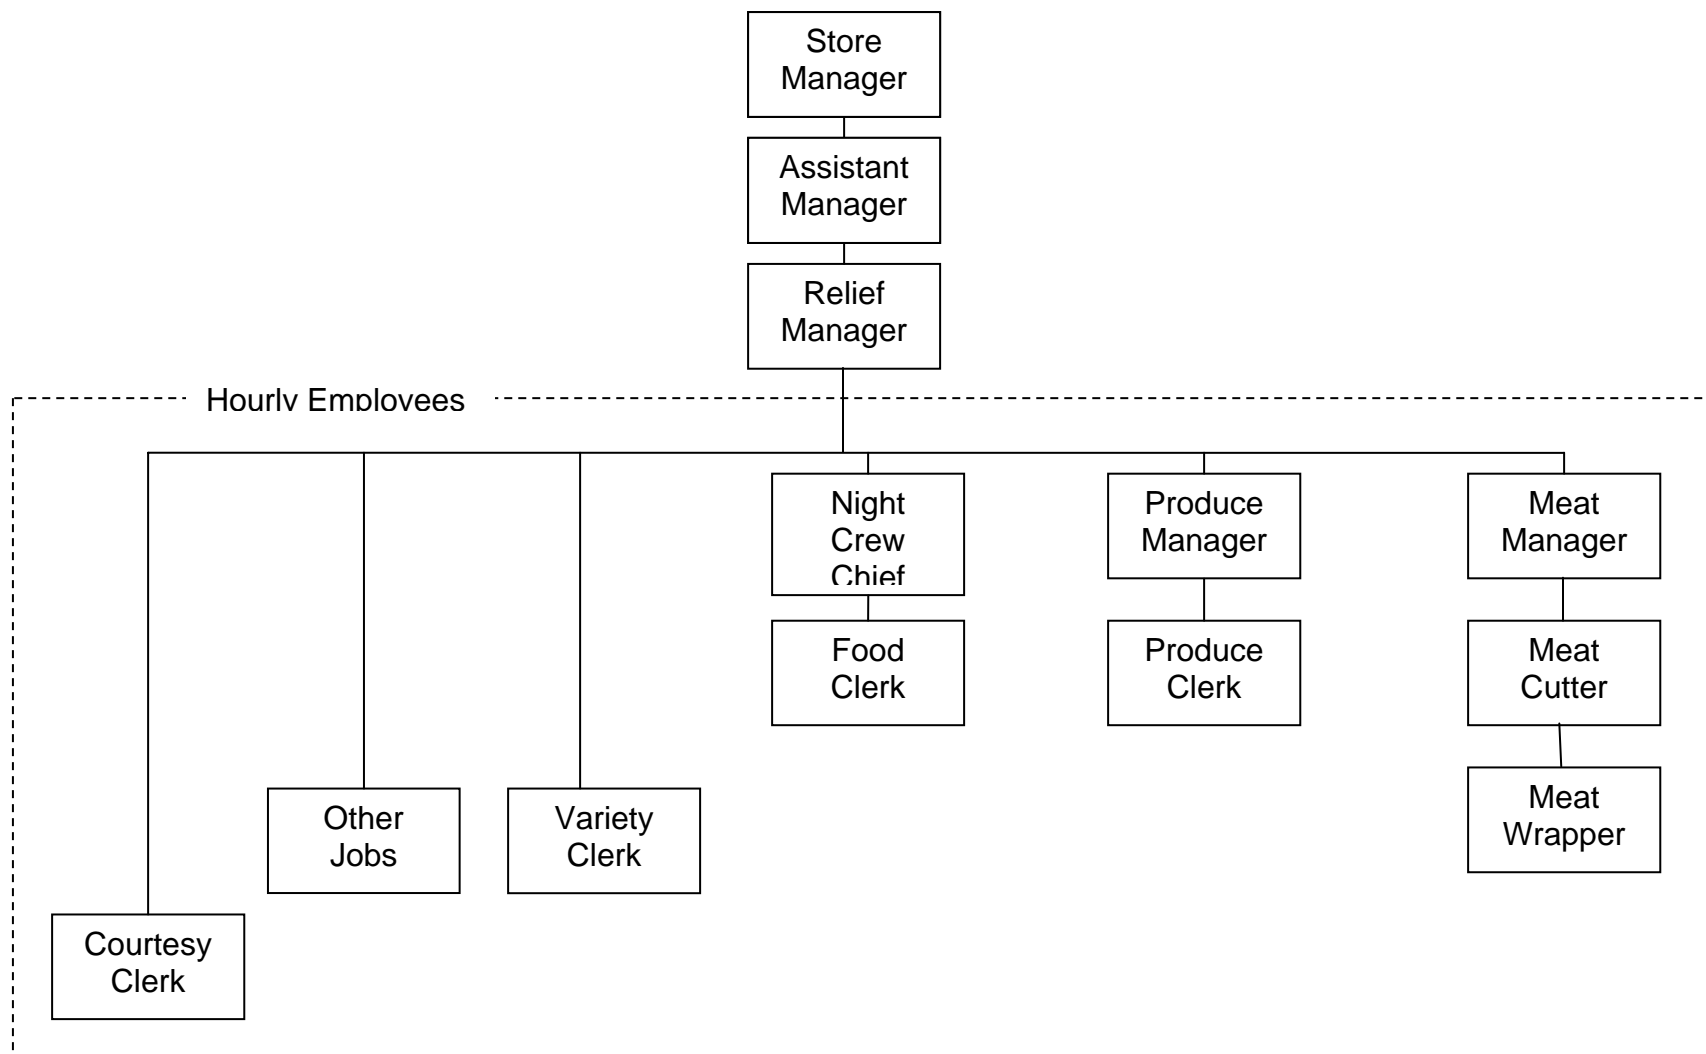 Store
Manager
Assistant
Manager
Relief
Manager
Hourly Employees
Night
Crew
Chief
Produce
Manager
Meat
Manager
Food
Clerk
Produce
Clerk
Meat
Cutter
Other
Jobs
Variety
Clerk
Meat
Wrapper
Courtesy
Clerk